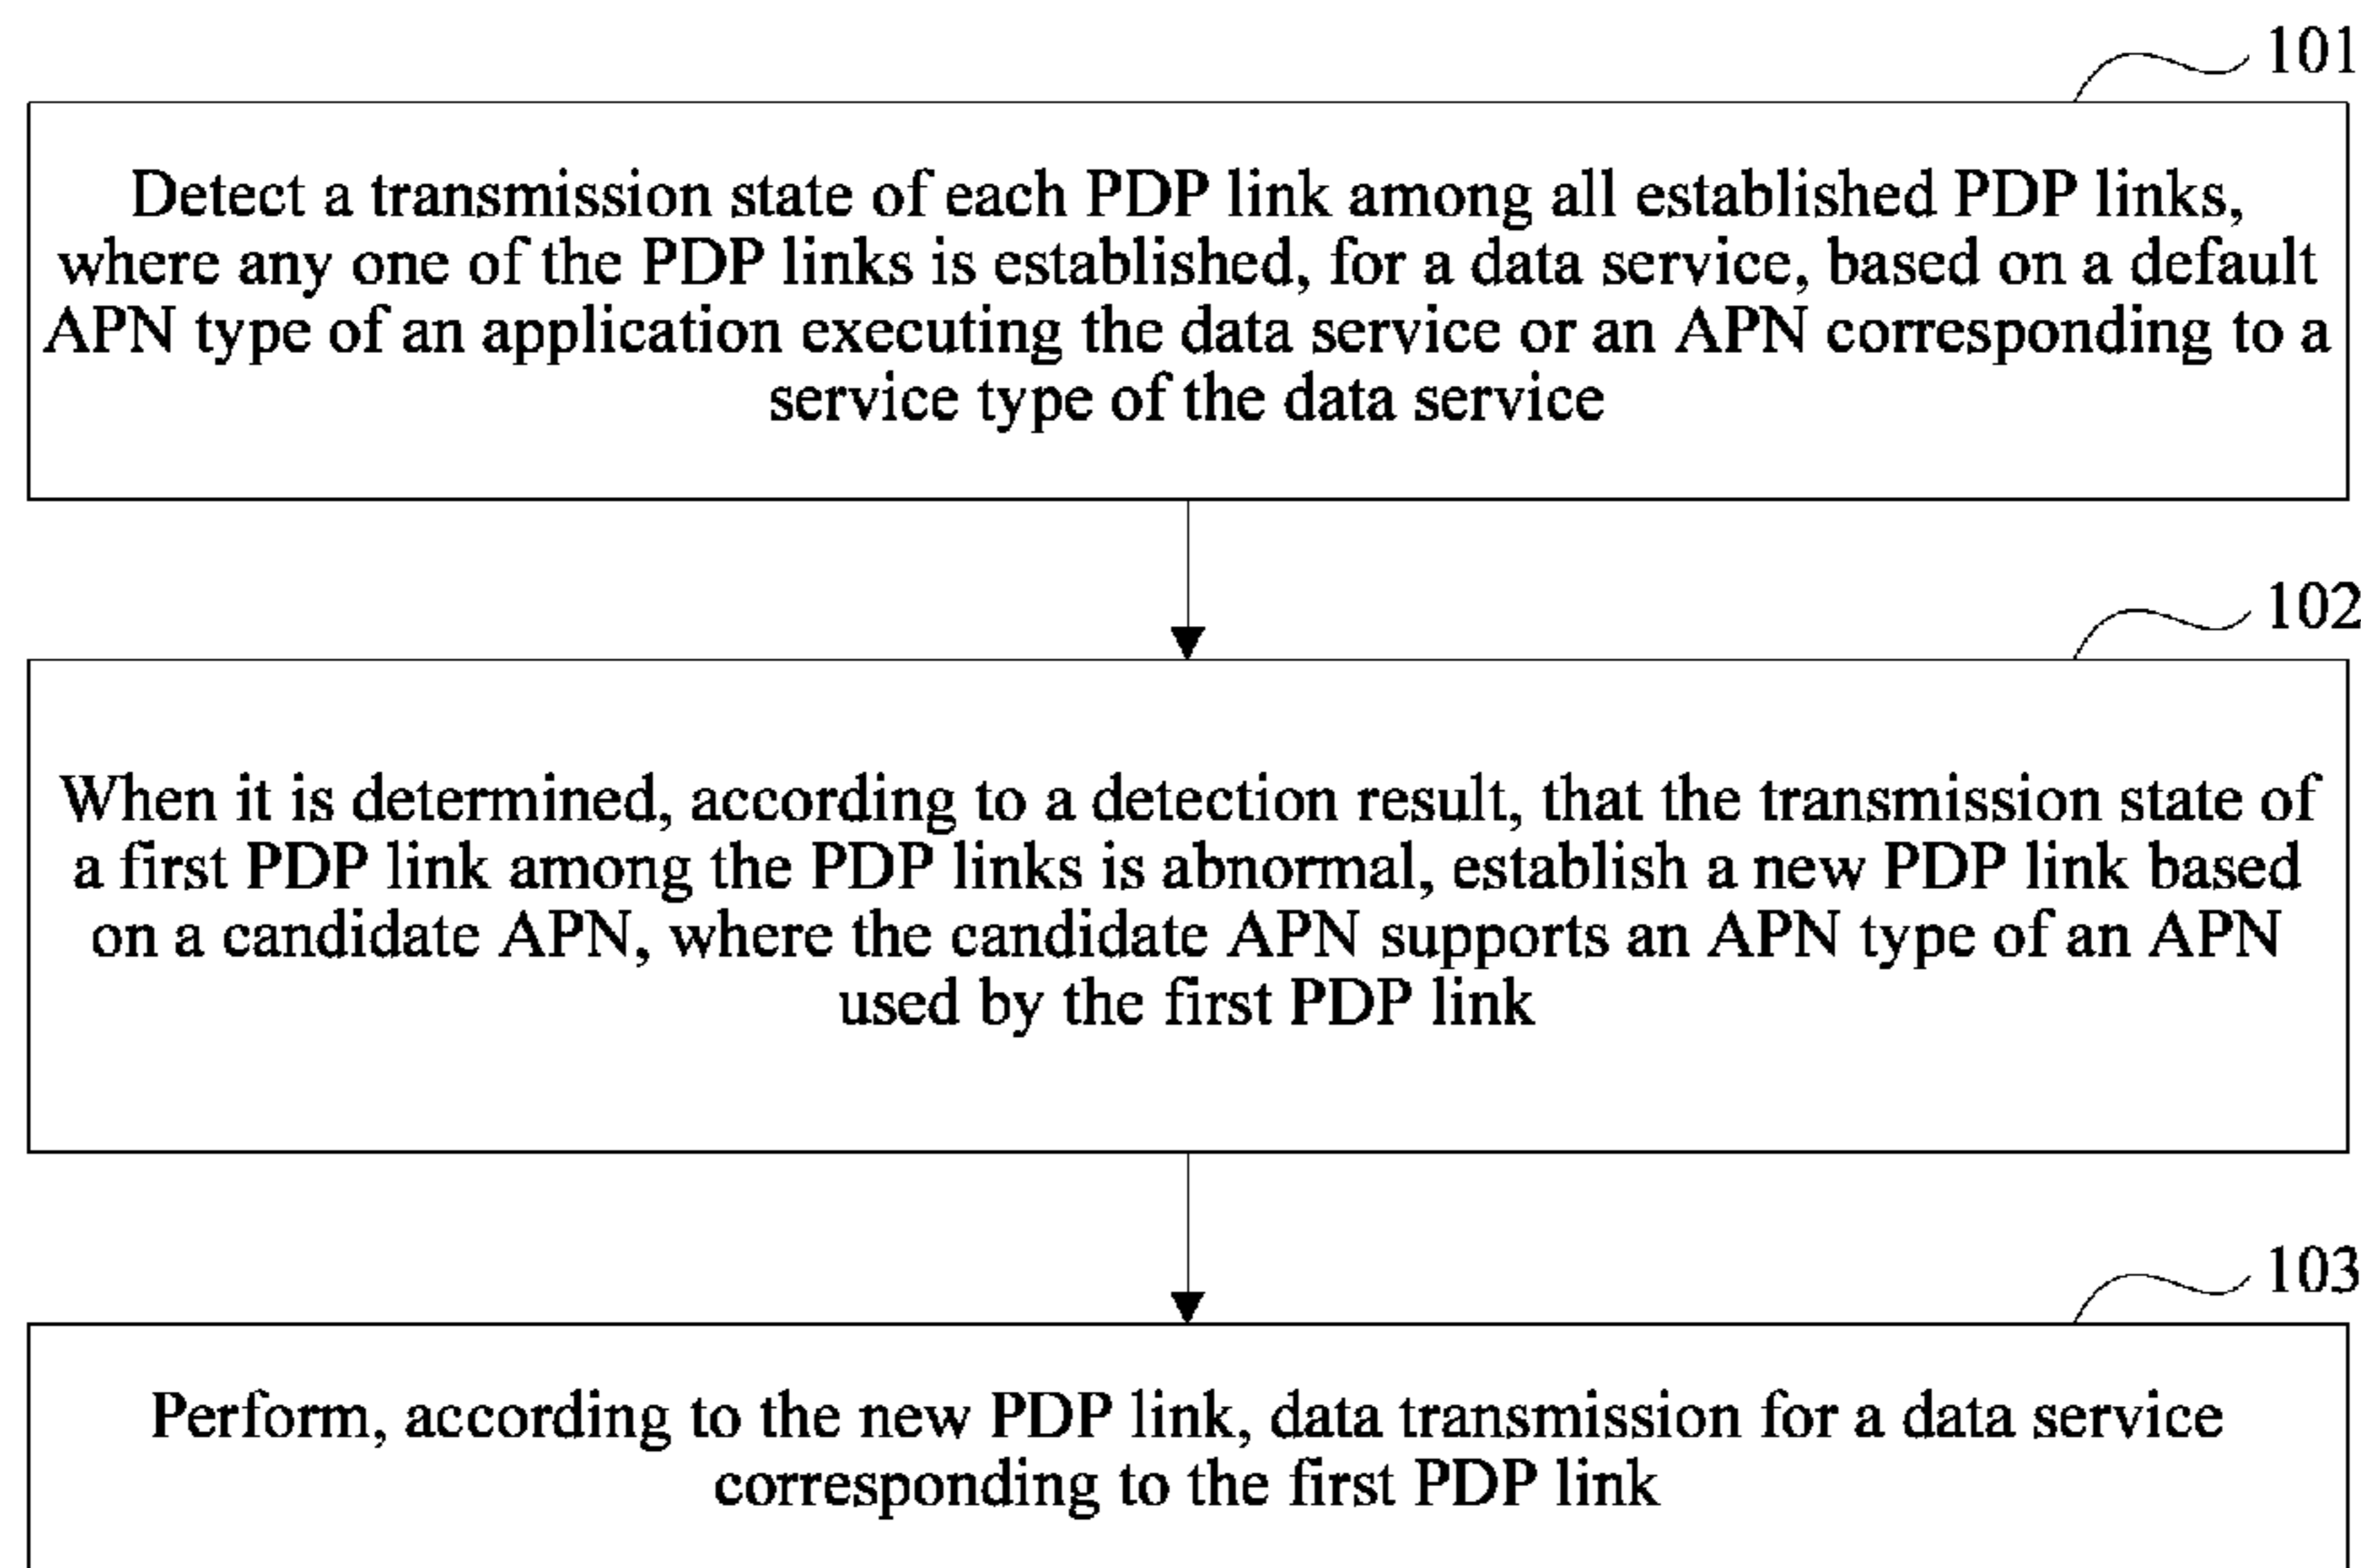 101
Detect a transmission state of each PDP link among all established PDP links,
where any one of the PDP links is established, for a data service, based on a default
APN type of an application executing the data service or an APN corresponding to a
service type of the data service
102
When it is determined, according to a detection result, that the transmission state of
a first PDP link among the PDP links is abnormal, establish a new PDP link based
on a candidate APN, where the candidate APN supports an APN type of an APN
used by the first PDP link
103
Perform, according to the new PDP link, data transmission for a data service
corresponding to the first PDP link